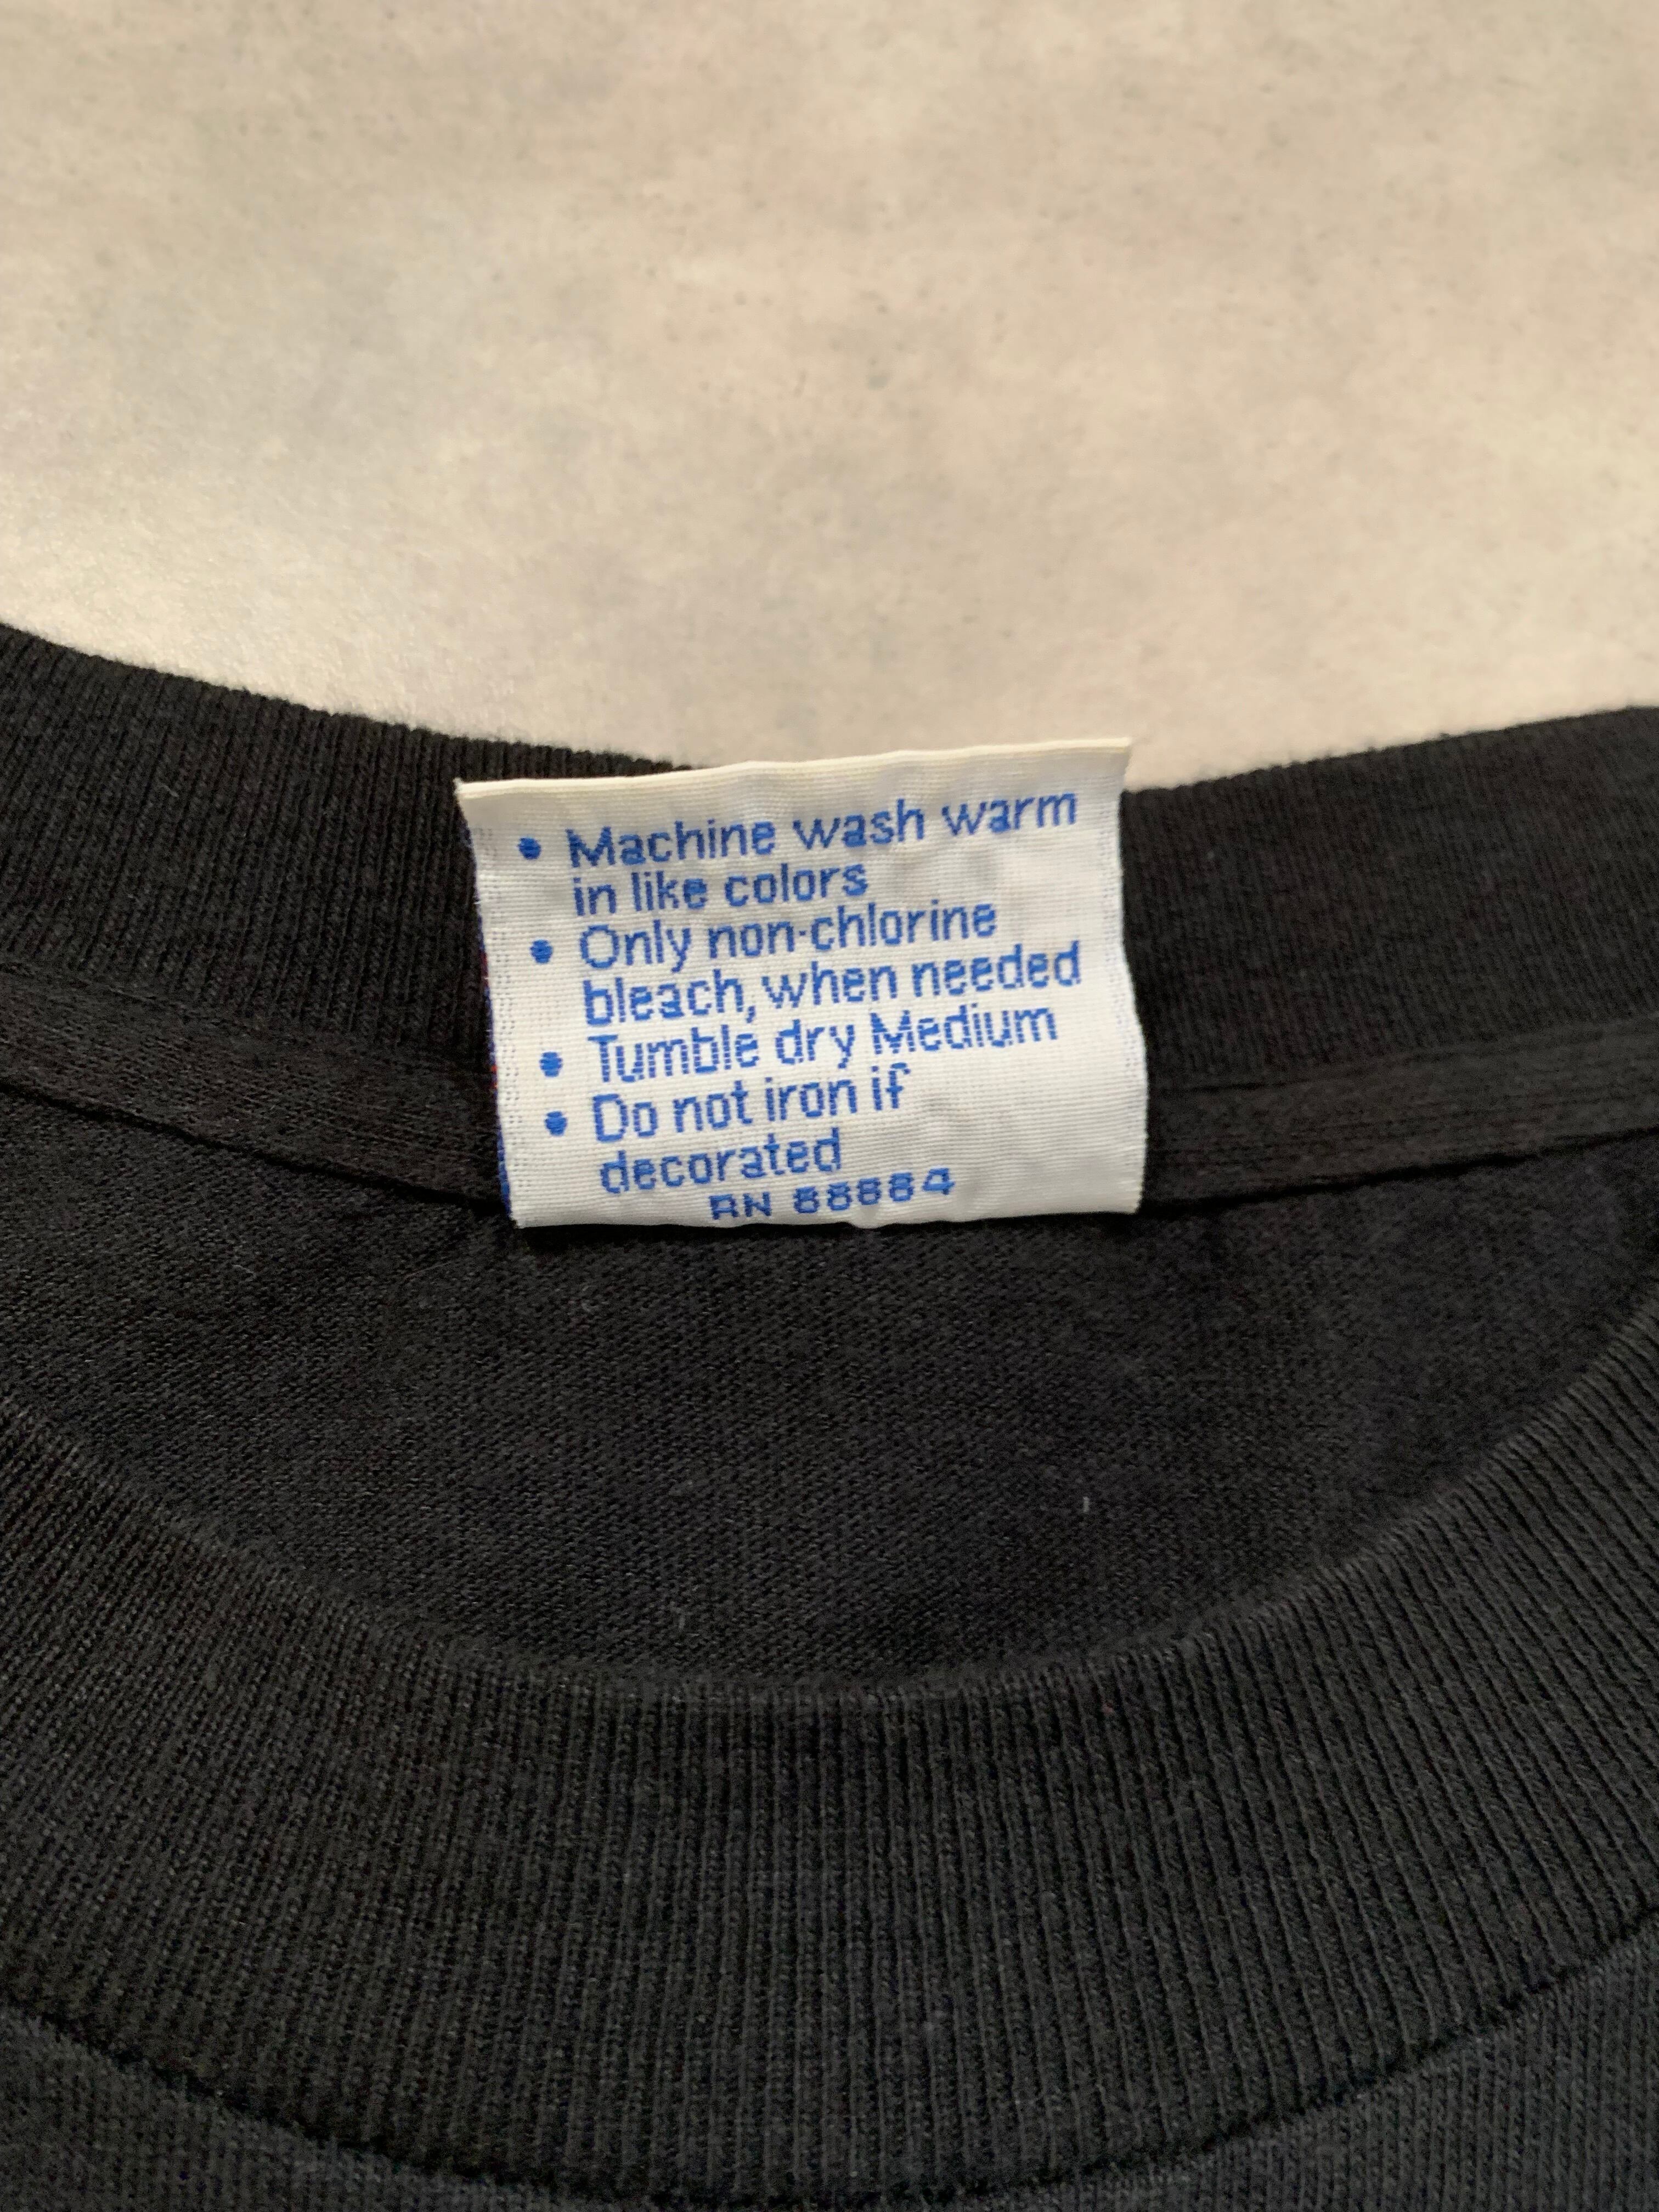 • Machine wash warm
in like colors
• Only non-chlorine
bleach, when needed
• Tumble dry Medium
• Do not iron if
decorated
RN 88884